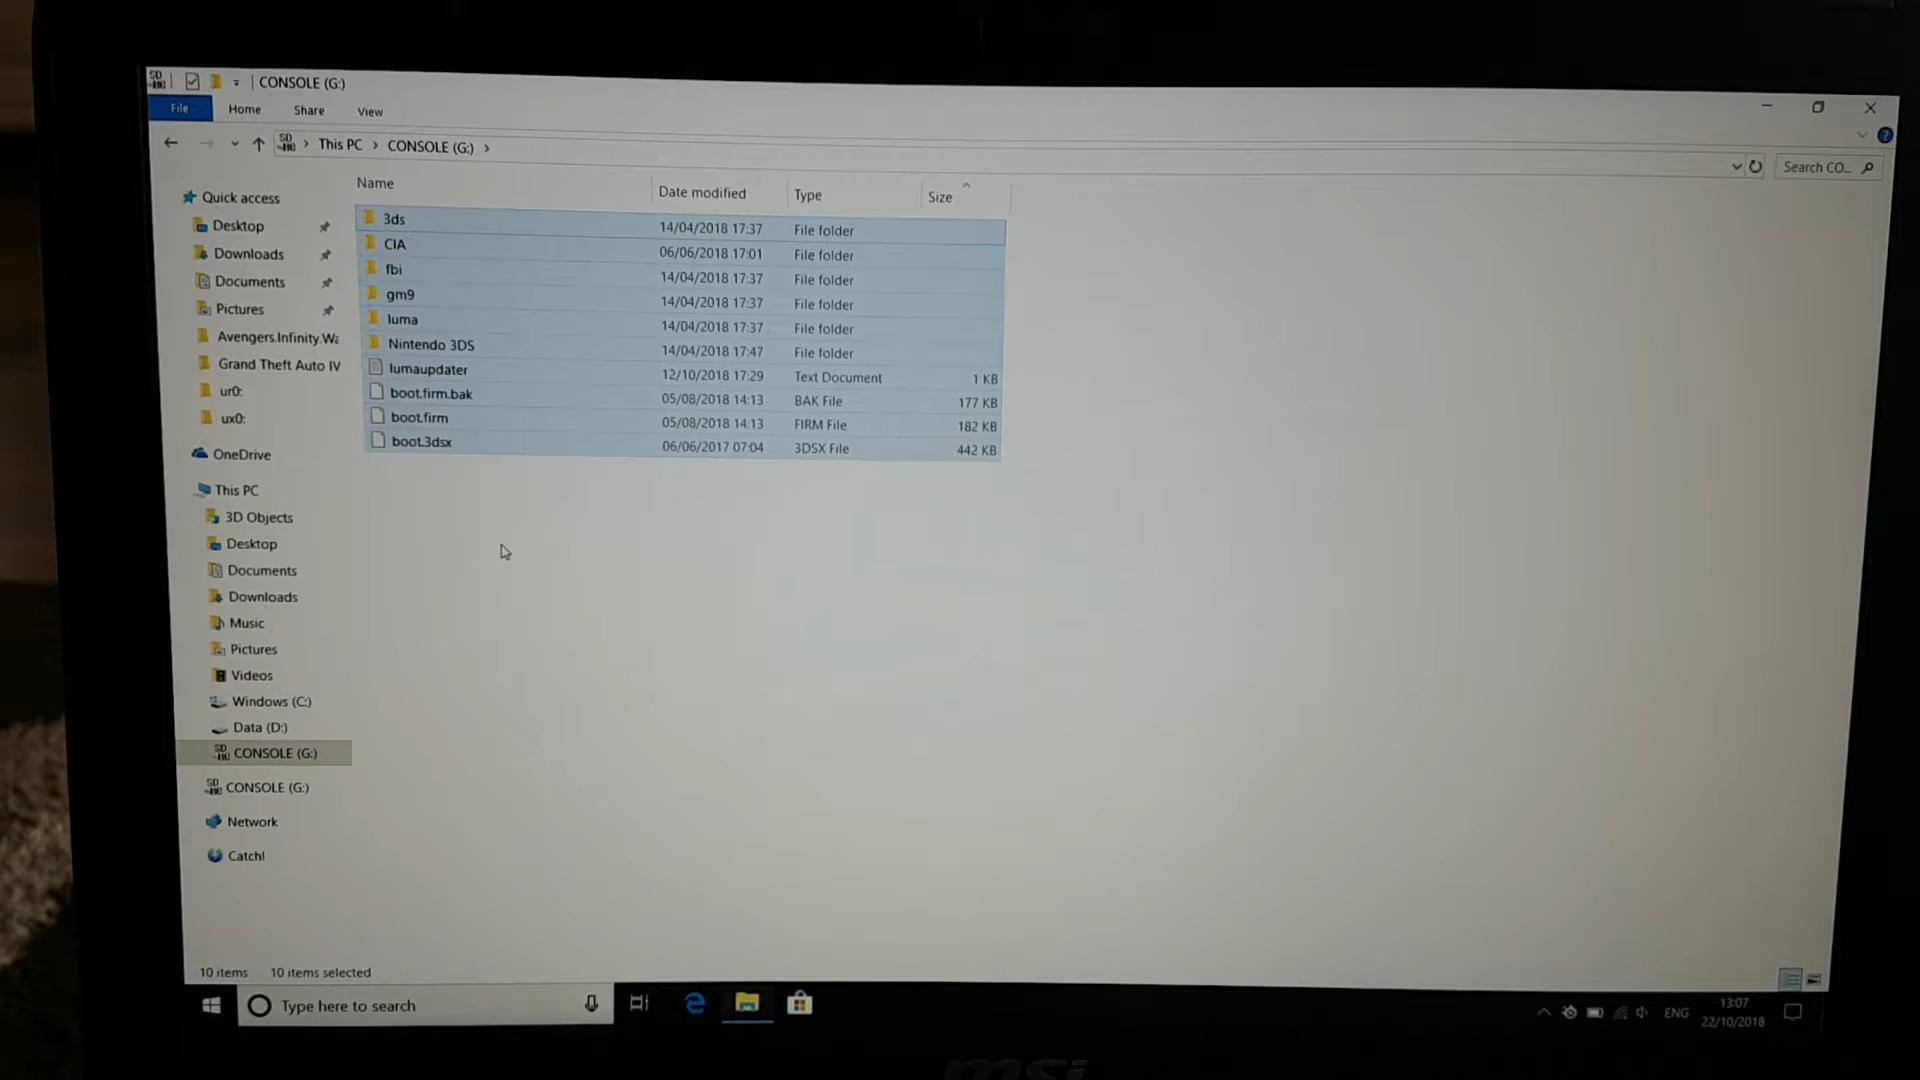 CONSOLE (G:)
File Home Share View
This PC > CONSOLE (G:) >
Search CO...
Name Date modified Type Size
3ds 14/04/2018 17:37 File folder
CIA 06/06/2018 17:01 File folder
fbi 14/04/2018 17:37 File folder
gm9 14/04/2018 17:37 File folder
luma 14/04/2018 17:37 File folder
Nintendo 3DS 14/04/2018 17:47 File folder
lumaupdater 12/10/2018 17:29 Text Document 1 KB
boot.firm.bak 05/08/2018 14:13 BAK File 177 KB
boot.firm 05/08/2018 14:13 FIRM File 182 KB
boot.3dsx 06/06/2017 07:04 3DSX File 442 KB
Quick access
Desktop
Downloads
Documents
Pictures
Avengers.Infinity.Wa
Grand Theft Auto IV
ur0:
ux0:
OneDrive
This PC
3D Objects
Desktop
Documents
Downloads
Music
Pictures
Videos
Windows (C:)
Data (D:)
CONSOLE (G:)
CONSOLE (G:)
Network
Catch!
10 items 10 items selected
Type here to search
ENG
13:07
22/10/2018
msi